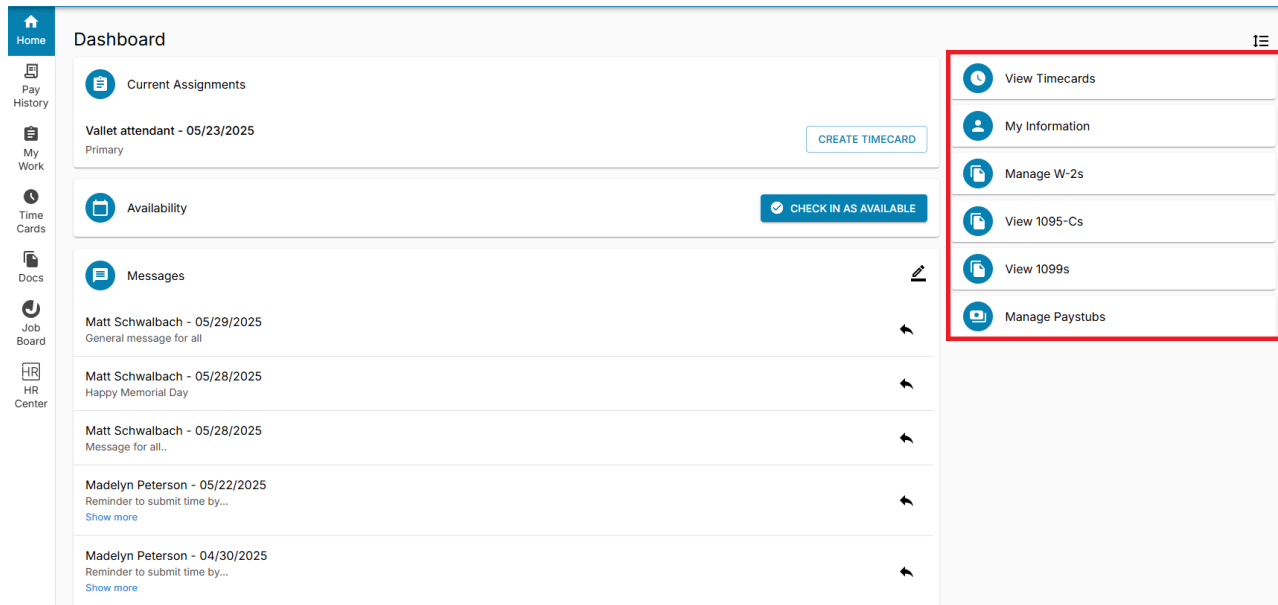 Home
Pay
History
My
Work
Time
Cards
Docs
Job
Board
HR
HR
Center
Dashboard
Current Assignments
Vallet attendant - 05/23/2025
Primary
CREATE TIMECARD
Availability
CHECK IN AS AVAILABLE
Messages
Matt Schwalbach - 05/29/2025
General message for all
Matt Schwalbach - 05/28/2025
Happy Memorial Day
Matt Schwalbach - 05/28/2025
Message for all..
Madelyn Peterson - 05/22/2025
Reminder to submit time by...
Show more
Madelyn Peterson - 04/30/2025
Reminder to submit time by...
Show more
View Timecards
My Information
Manage W-2s
View 1095-Cs
View 1099s
Manage Paystubs